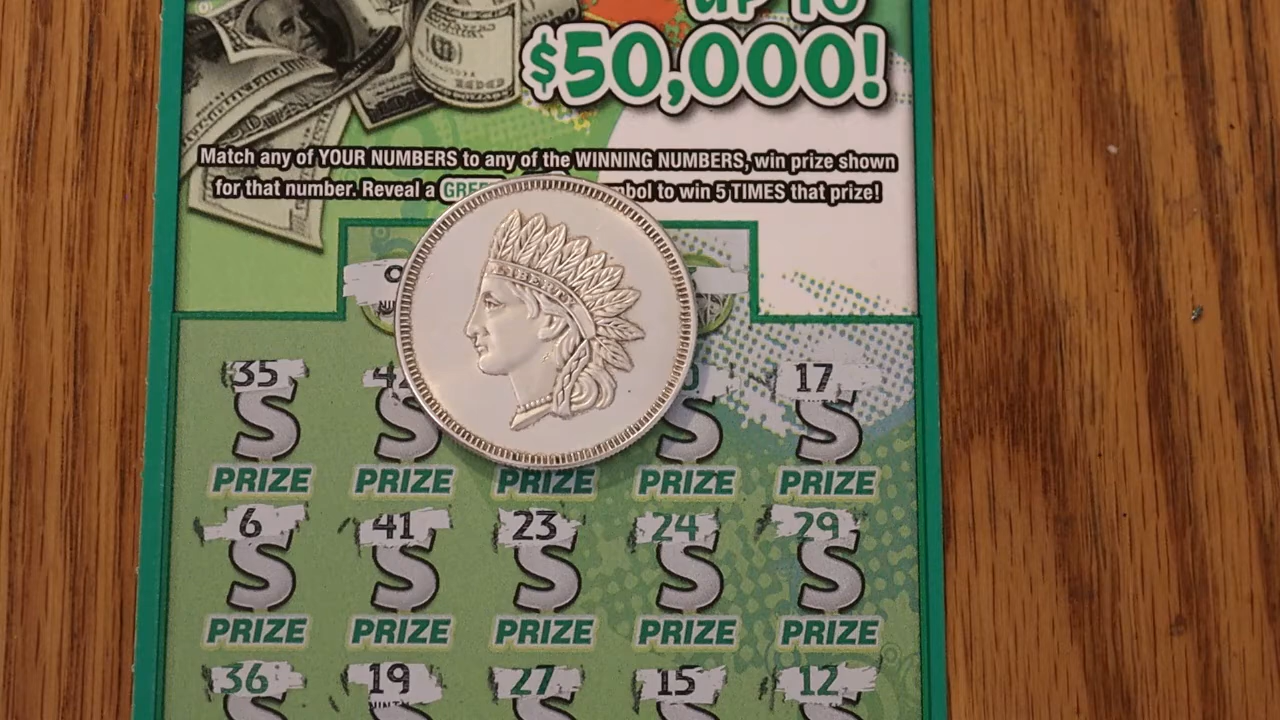 up to
$50,000!
Match any of YOUR NUMBERS to any of the WINNING NUMBERS, win prize shown
for that number. Reveal a to win 5 TIMES that prize!
LIBERTY
35 17
PRIZE PRIZE PRIZE PRIZE PRIZE
6 41 23 24 29
PRIZE PRIZE PRIZE PRIZE PRIZE
36 19 27 15 12